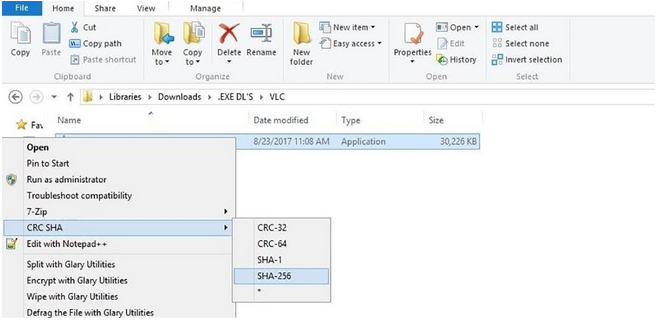 File Home Share View Manage
Cut
Copy path
Paste shortcut
Copy Paste
Move to Copy to Delete Rename
New folder
New item
Easy access
Properties
Open
Edit
History
Select all
Select none
Invert selection
Clipboard Organize New Open Select
Libraries Downloads .EXE DL'S VLC
Name Date modified Type Size
8/23/2017 11:08 AM Application 30,226 KB
Open
Pin to Start
Run as administrator
Troubleshoot compatibility
7-Zip
CRC SHA
Edit with Notepad++
Split with Glary Utilities
Encrypt with Glary Utilities
Wipe with Glary Utilities
Defrag the File with Glary Utilities
CRC-32
CRC-64
SHA-1
SHA-256
*